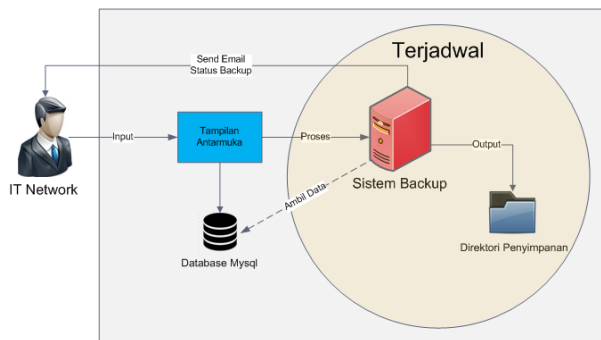 Terjadwal
Send Email
Status Backup
Input
Tampilan
Antarmuka
Proses
Output
IT Network
Sistem Backup
Ambil Data
Database Mysql
Direktori Penyimpanan